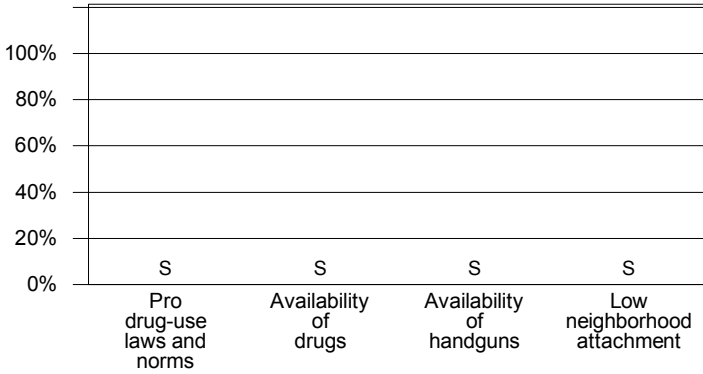 100%
80%
60%
40%
20%
0%
S S S S
Pro
drug-use
laws and
norms
Availability
of
drugs
Availability
of
handguns
Low
neighborhood
attachment